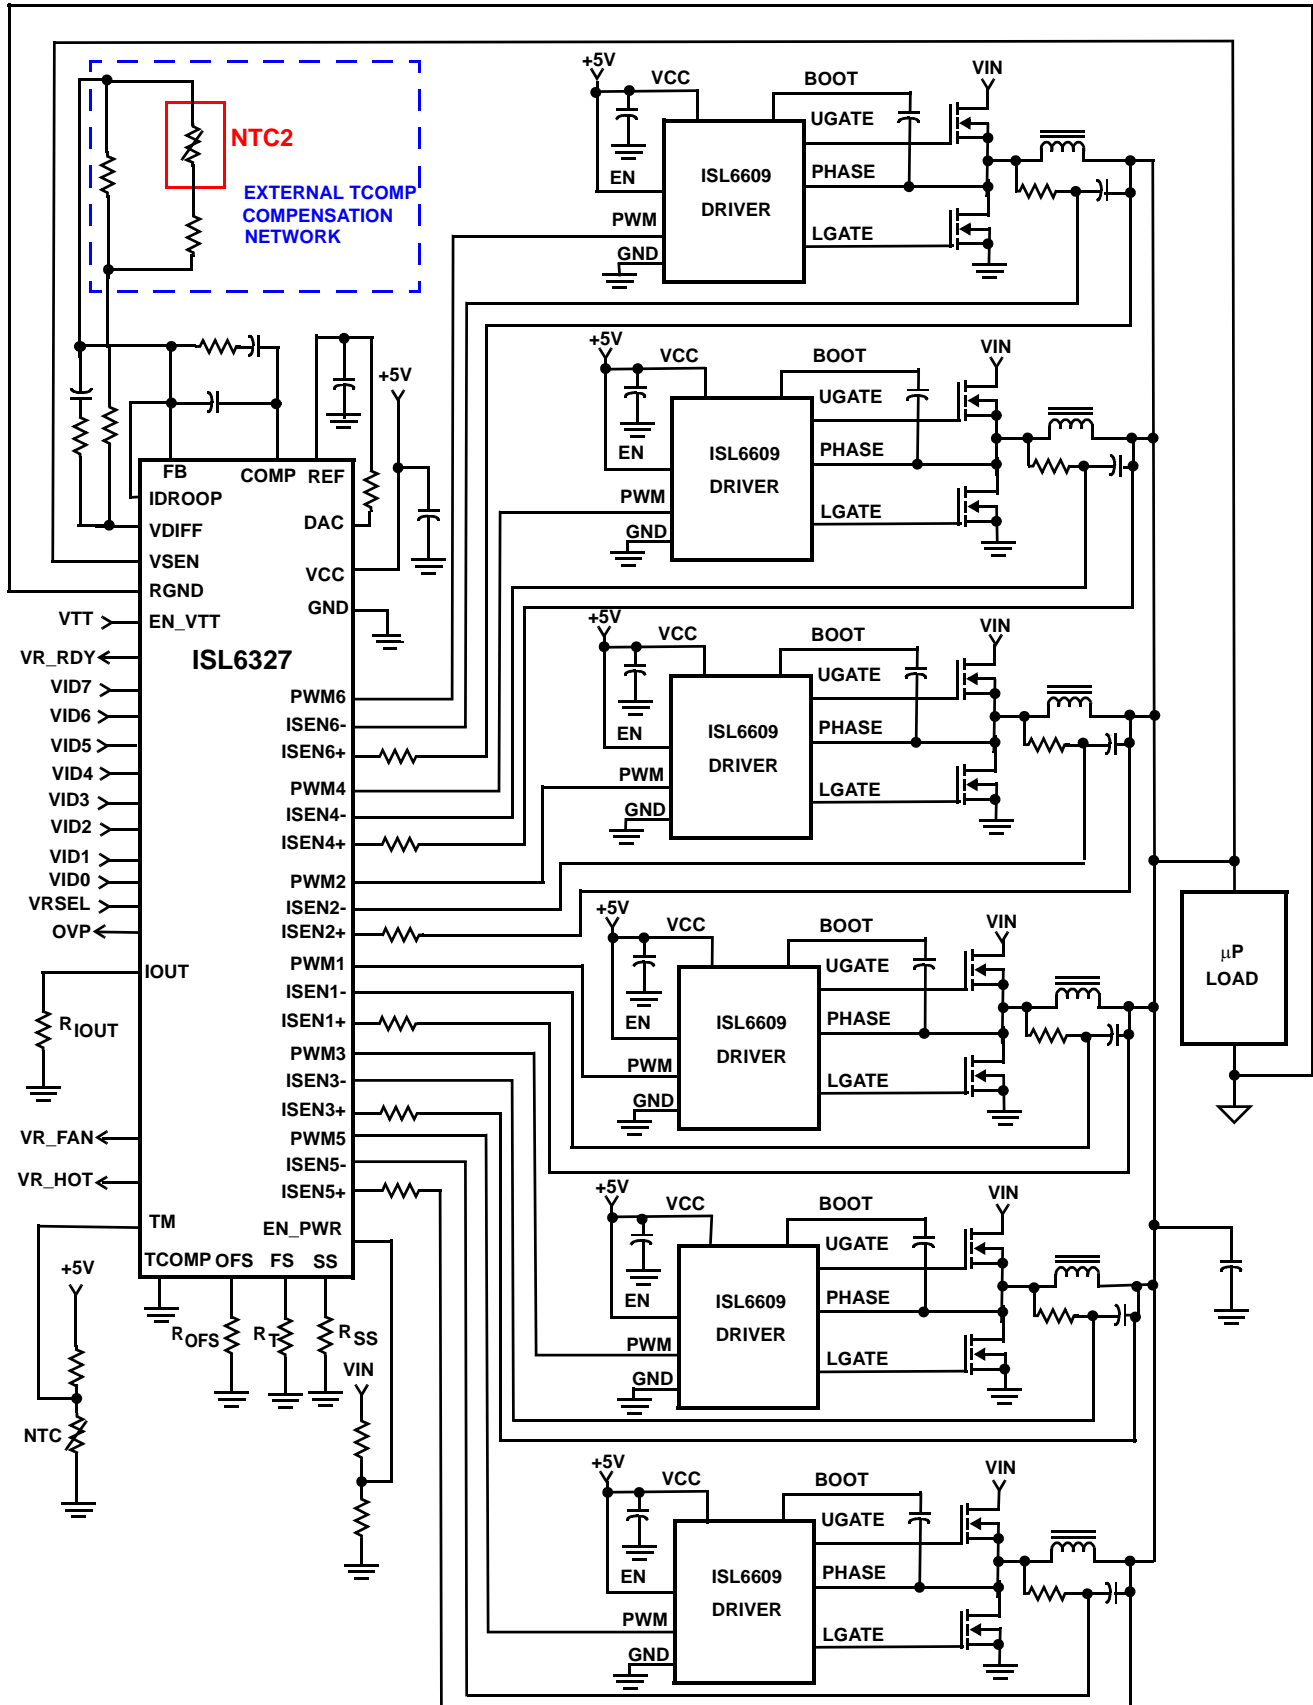 NTC2
EXTERNAL TCOMP
COMPENSATION
NETWORK
+5V
VCC
BOOT
VIN
UGATE
EN
ISL6609
DRIVER
PHASE
PWM
LGATE
GND
+5V
VCC
BOOT
VIN
UGATE
EN
ISL6609
DRIVER
PHASE
PWM
LGATE
GND
+5V
VCC
BOOT
VIN
UGATE
EN
ISL6609
DRIVER
PHASE
PWM
LGATE
GND
+5V
VCC
BOOT
VIN
UGATE
EN
ISL6609
DRIVER
PHASE
PWM
LGATE
GND
+5V
VCC
BOOT
VIN
UGATE
EN
ISL6609
DRIVER
PHASE
PWM
LGATE
GND
+5V
VCC
BOOT
VIN
UGATE
EN
ISL6609
DRIVER
PHASE
PWM
LGATE
GND
µP
LOAD
+5V
FB
COMP
REF
IDROOP
VDIFF
VSEN
RGND
EN_VTT
DAC
VCC
GND
ISL6327
VTT
VR_RDY
VID7
VID6
VID5
VID4
VID3
VID2
VID1
VID0
VRSEL
OVP
IOUT
RIOUT
VR_FAN
VR_HOT
TM
PWM6
ISEN6-
ISEN6+
PWM4
ISEN4-
ISEN4+
PWM2
ISEN2-
ISEN2+
PWM1
ISEN1-
ISEN1+
PWM3
ISEN3-
ISEN3+
PWM5
ISEN5-
ISEN5+
EN_PWR
TCOMP
OFS
FS
SS
+5V
ROFS
RT
RSS
VIN
NTC